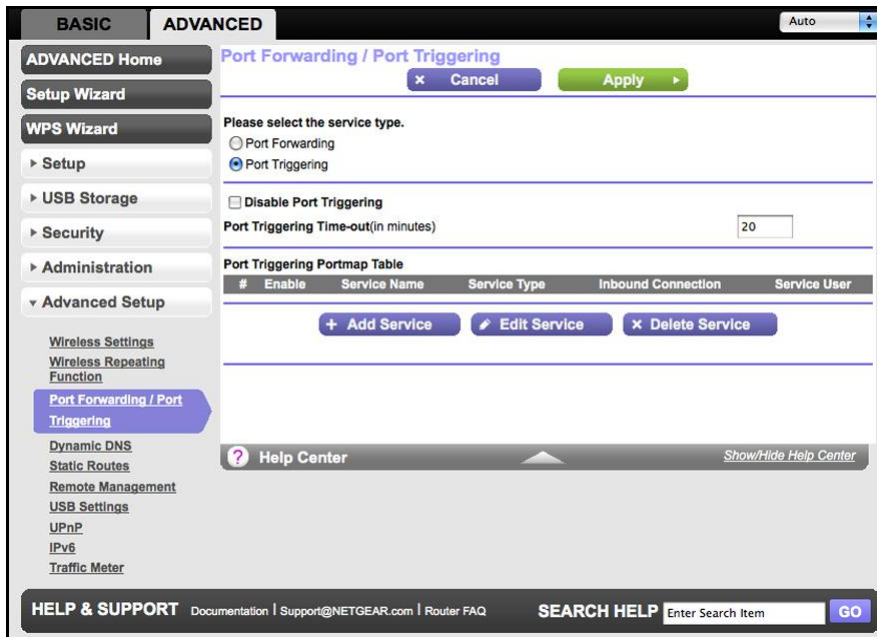 BASIC
ADVANCED
Auto
ADVANCED Home
Setup Wizard
WPS Wizard
Setup
USB Storage
Security
Administration
Advanced Setup
Wireless Settings
Wireless Repeating
Function
Port Forwarding / Port
Triggering
Dynamic DNS
Static Routes
Remote Management
USB Settings
UPnP
IPv6
Traffic Meter
Port Forwarding / Port Triggering
× Cancel
Apply
Please select the service type.
Port Forwarding
Port Triggering
Disable Port Triggering
Port Triggering Time-out(in minutes) 20
Port Triggering Portmap Table
# Enable Service Name Service Type Inbound Connection Service User
+ Add Service
Edit Service
× Delete Service
? Help Center
Show/Hide Help Center
HELP & SUPPORT Documentation | Support@NETGEAR.com | Router FAQ
SEARCH HELP Enter Search Item GO